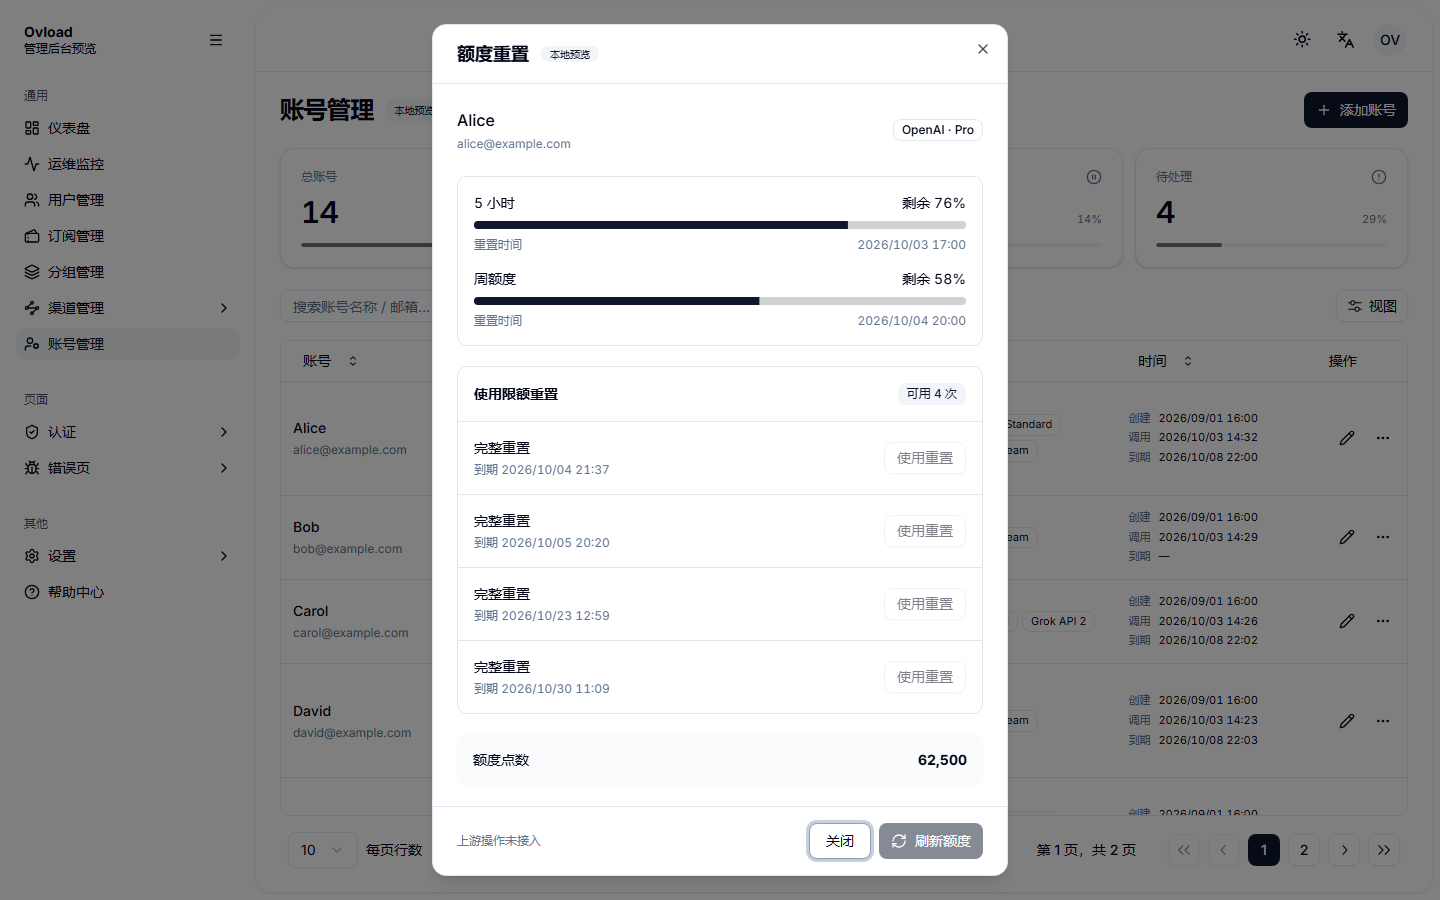 Ovload
管理后台预览
通用
仪表盘
运维监控
用户管理
订阅管理
分组管理
渠道管理
账号管理
页面
认证
错误页
其他
设置
帮助中心
OV
账号管理
本地预览
添加账号
总账号
14
14%
待处理
4
29%
搜索账号名称 / 邮箱...
视图
账号
时间
操作
Alice
alice@example.com
Standard
eam
创建 2026/09/01 16:00
调用 2026/10/03 14:32
到期 2026/10/08 22:00
Bob
bob@example.com
eam
创建 2026/09/01 16:00
调用 2026/10/03 14:29
到期 —
Carol
carol@example.com
Grok API 2
创建 2026/09/01 16:00
调用 2026/10/03 14:26
到期 2026/10/08 22:02
David
david@example.com
eam
创建 2026/09/01 16:00
调用 2026/10/03 14:23
到期 2026/10/08 22:03
创建 2026/09/01 16:00
10
每页行数
第 1 页，共 2 页
1
2
额度重置
本地预览
Alice
alice@example.com
OpenAI · Pro
5 小时
剩余 76%
重置时间
2026/10/03 17:00
周额度
剩余 58%
重置时间
2026/10/04 20:00
使用限额重置
可用 4 次
完整重置
到期 2026/10/04 21:37
使用重置
完整重置
到期 2026/10/05 20:20
使用重置
完整重置
到期 2026/10/23 12:59
使用重置
完整重置
到期 2026/10/30 11:09
使用重置
额度点数
62,500
上游操作未接入
关闭
刷新额度